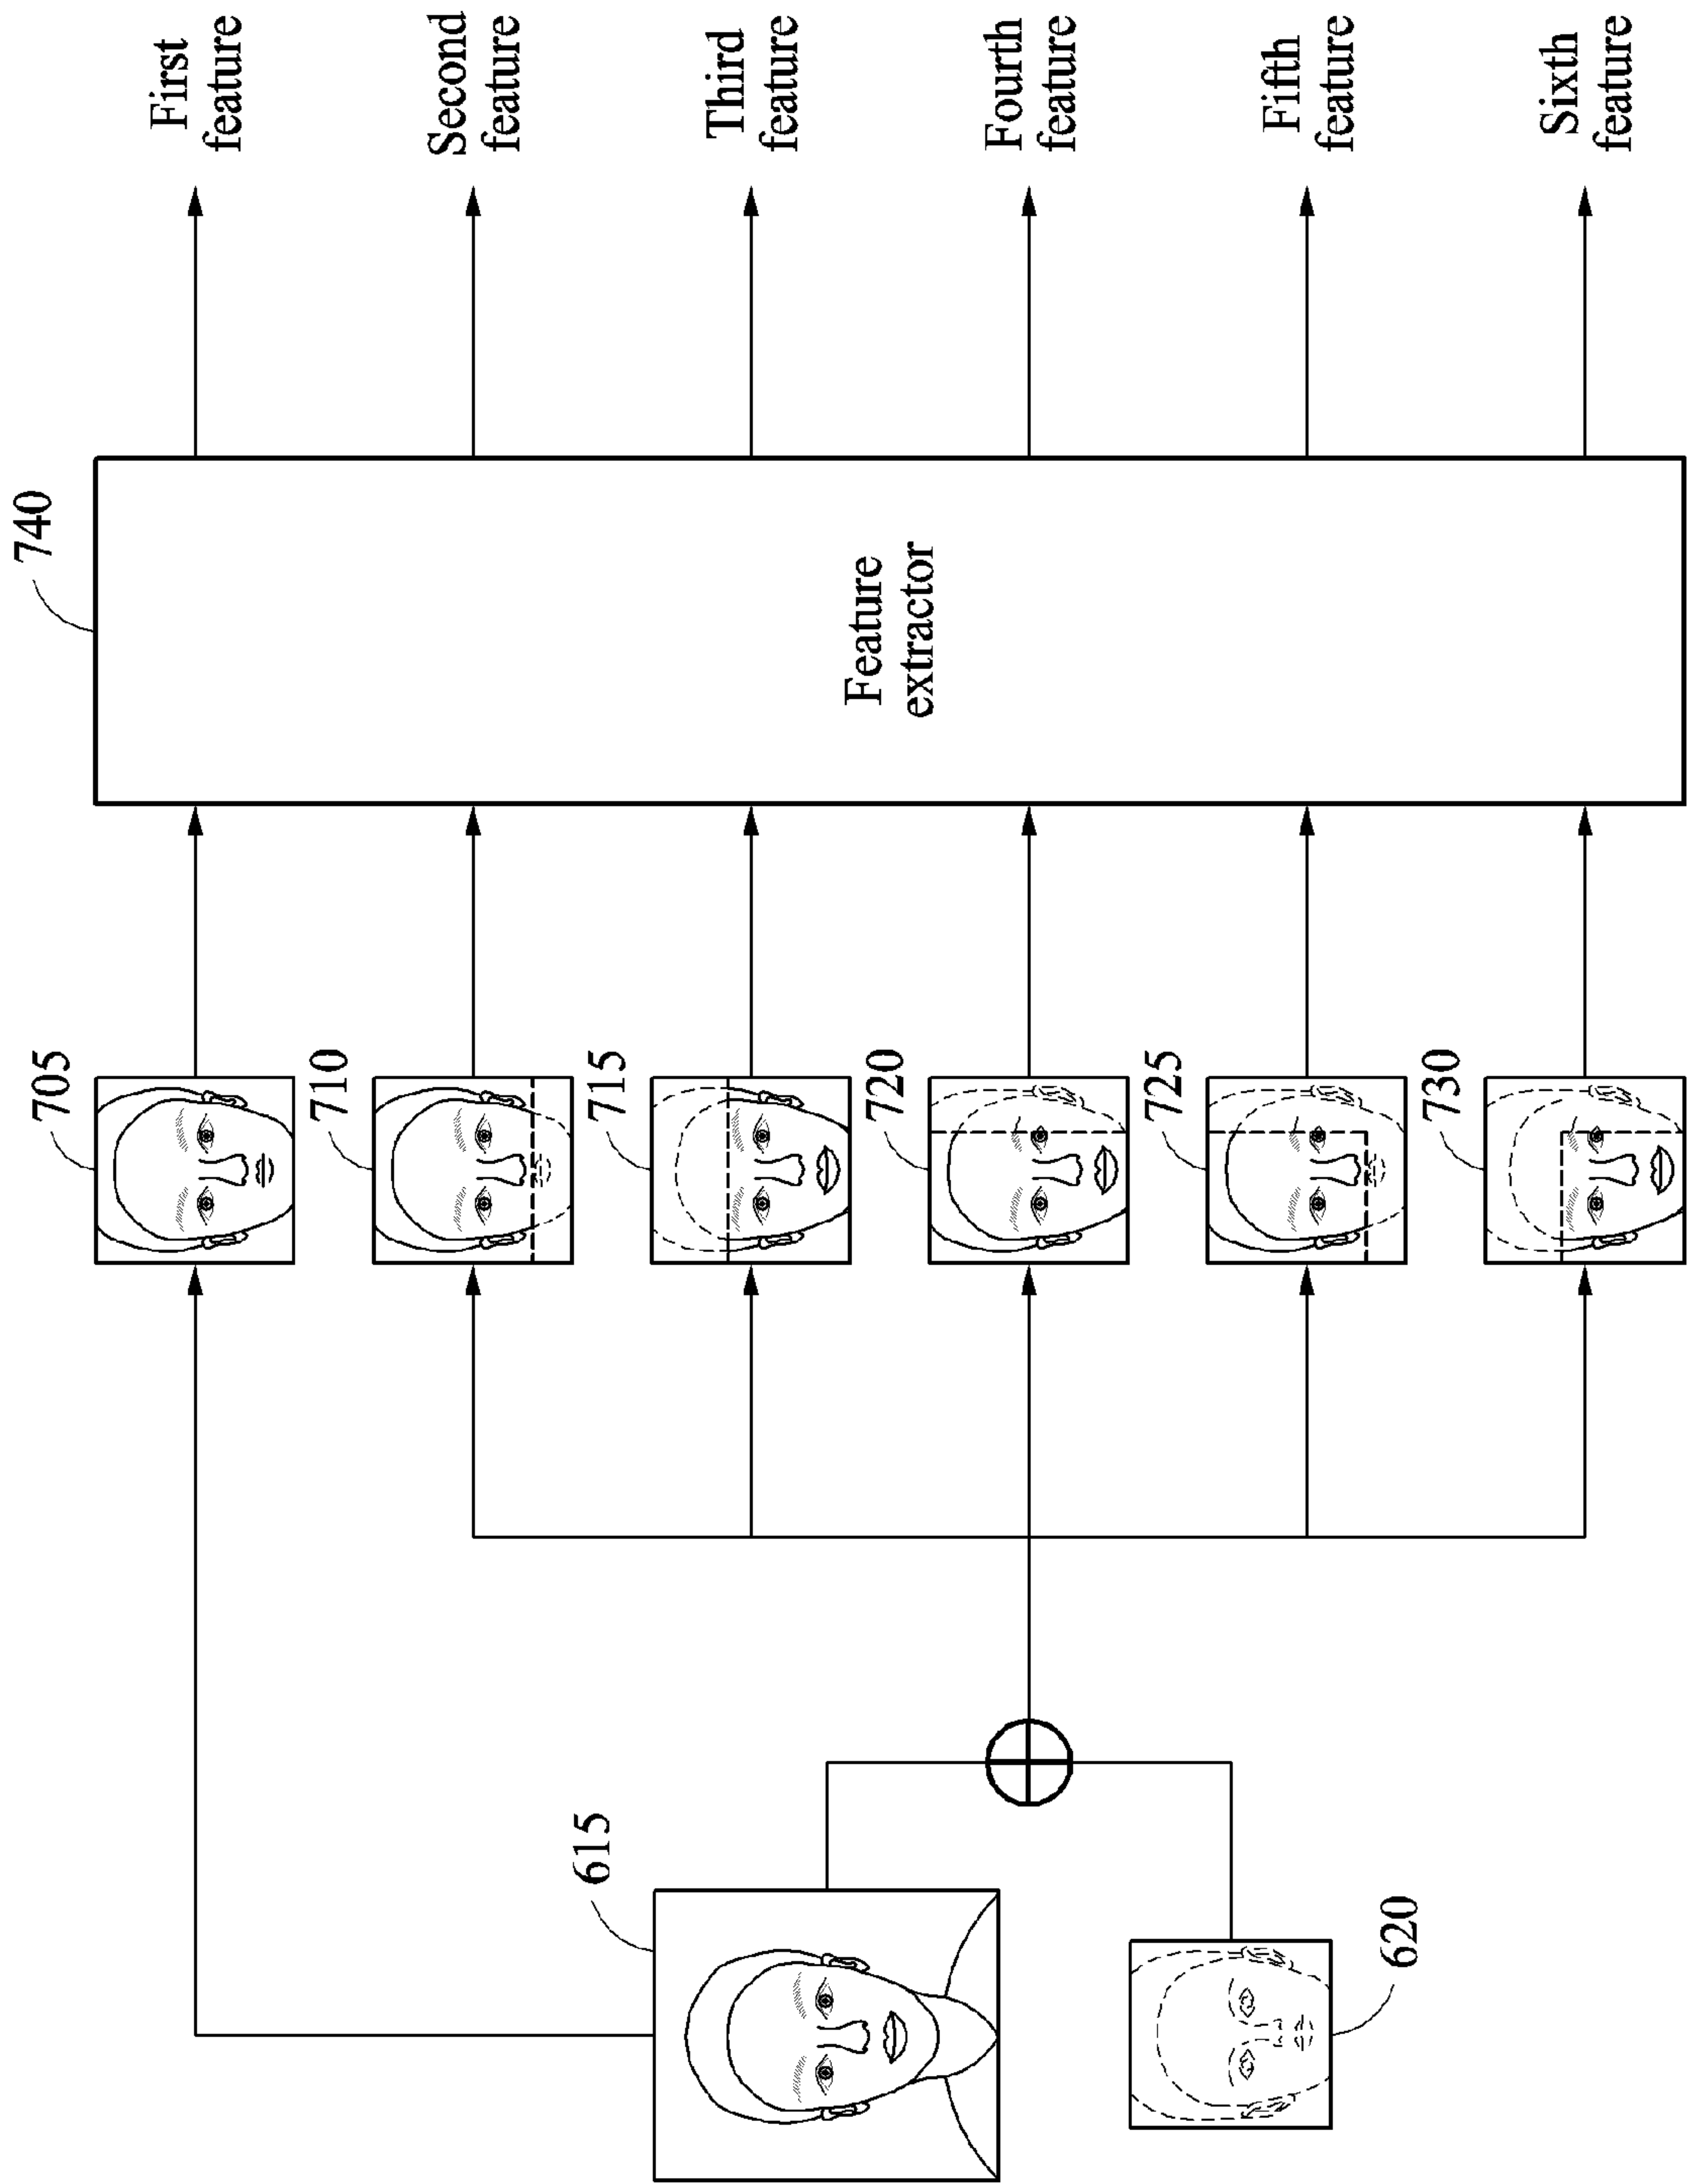 615
620
705
710
715
720
725
730
740
Feature
extractor
First
feature
Second
feature
Third
feature
Fourth
feature
Fifth
feature
Sixth
feature